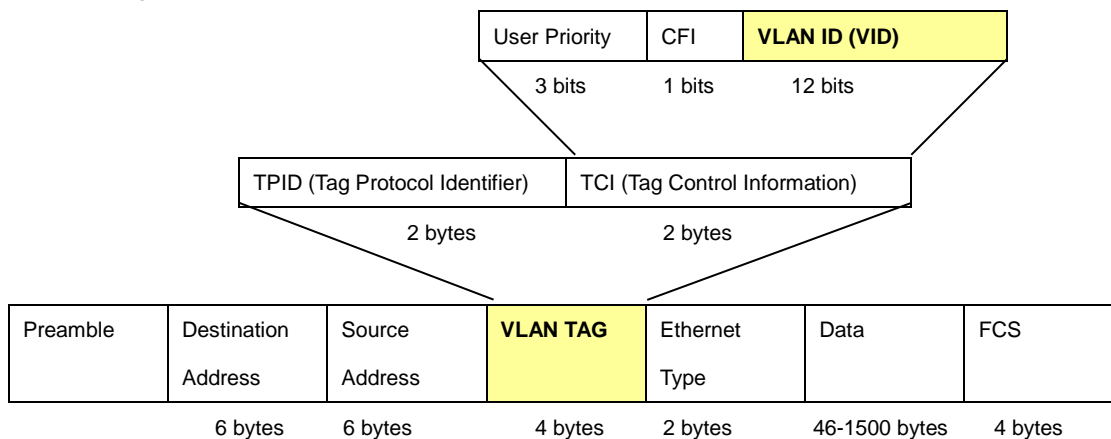 User Priority CFI VLAN ID (VID)
3 bits 1 bits 12 bits
TPID (Tag Protocol Identifier) TCI (Tag Control Information)
2 bytes 2 bytes
Preamble Destination Address Source Address VLAN TAG Ethernet Type Data FCS
6 bytes 6 bytes 4 bytes 2 bytes 46-1500 bytes 4 bytes